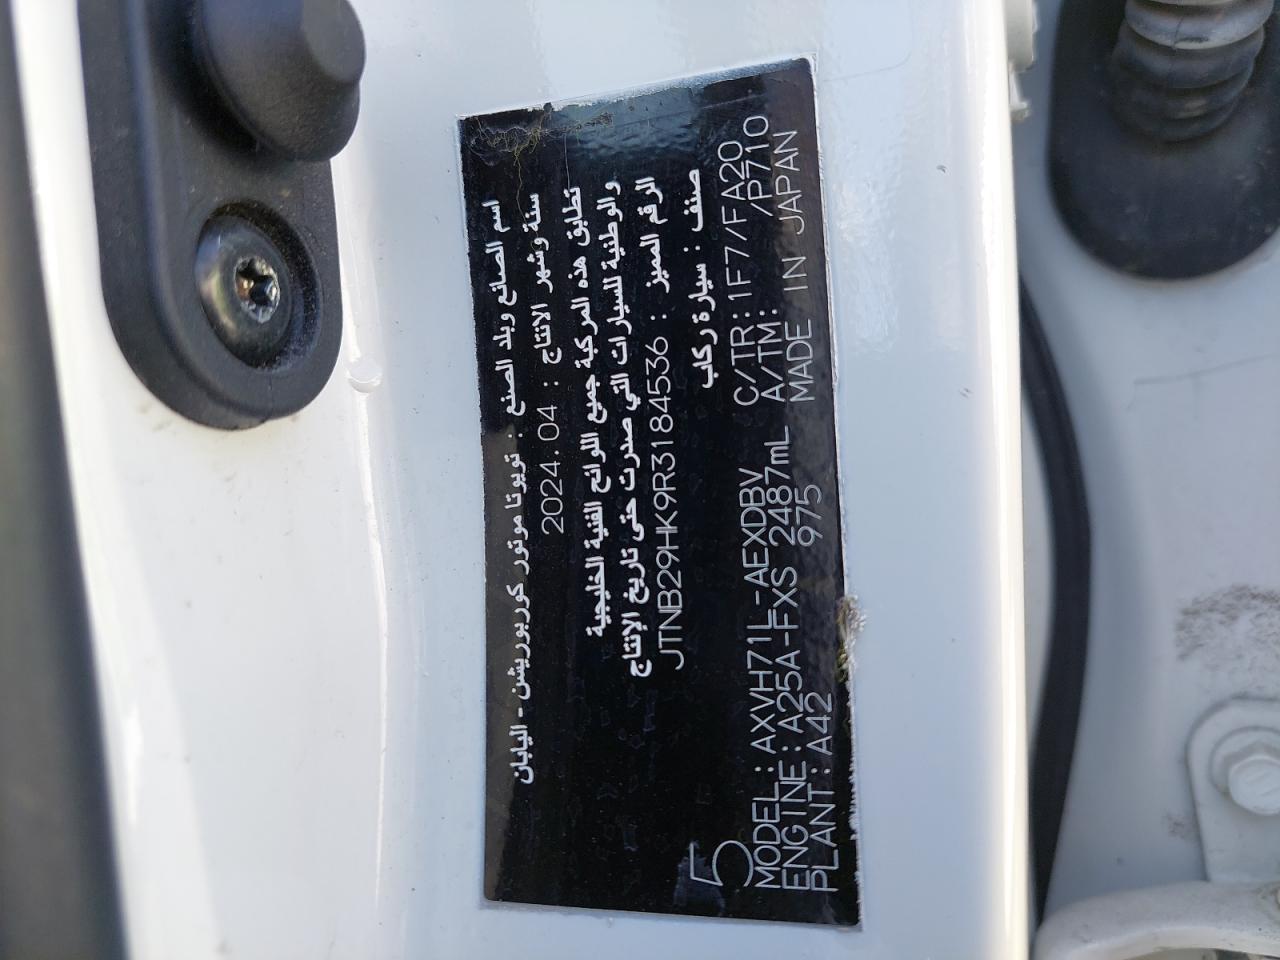 اسم الصانع وبلد الصنع : تويوتا موتور كوربوريشن - اليابان
سنة وشهر الانتاج : 2024.04
تطابق هذه المركبة جميع اللوائح الفنية الخليجية
والوطنية للسيارات التي صدرت حتى تاريخ الإنتاج
الرقم المميز : JTNB29HK9R3184536
صنف : سيارة ركاب
5
MODEL:AXVH71L-AEXDBV C/TR:1F7/FA20
ENGINE:A25A-FXS 2487mL A/TM: /P710
PLANT:A42 975 MADE IN JAPAN